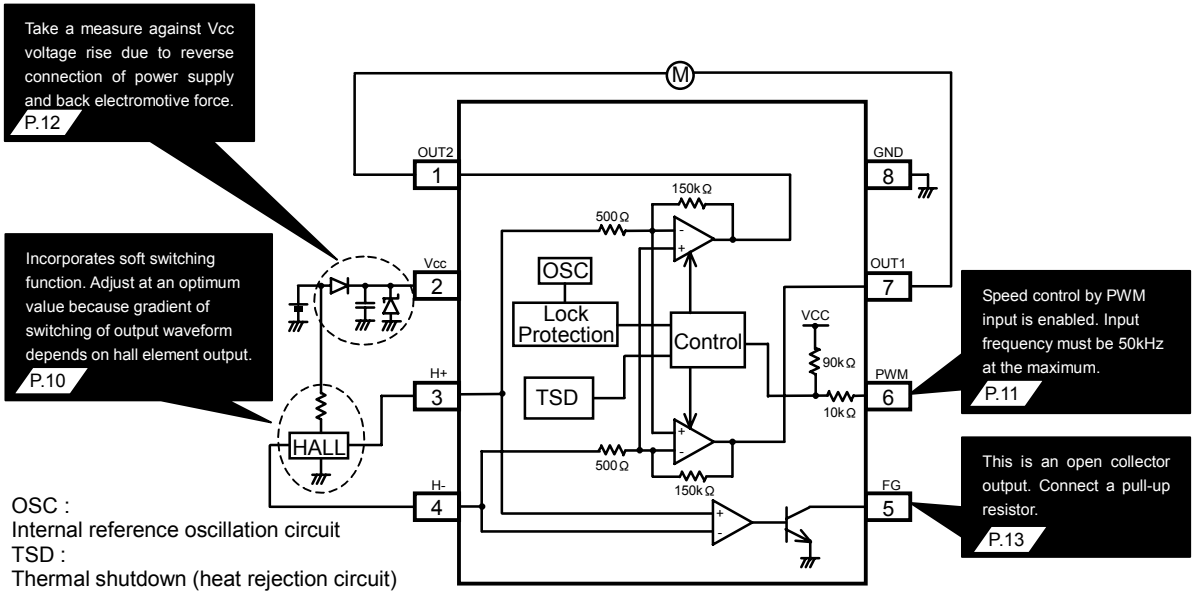 Take a measure against Vcc
voltage rise due to reverse
connection of power supply
and back electromotive force.
P.12
Incorporates soft switching
function. Adjust at an optimum
value because gradient of
switching of output waveform
depends on hall element output.
P.10
M
OUT2
1
GND
8
150kΩ
500Ω
-
+
Vcc
2
OSC
Lock
Protection
Control
TSD
OUT1
7
VCC
90kΩ
PWM
6
10kΩ
Speed control by PWM
input is enabled. Input
frequency must be 50kHz
at the maximum.
P.11
H+
3
HALL
+
-
500Ω
150kΩ
H-
4
+
-
FG
5
This is an open collector
output. Connect a pull-up
resistor.
P.13
OSC :
Internal reference oscillation circuit
TSD :
Thermal shutdown (heat rejection circuit)